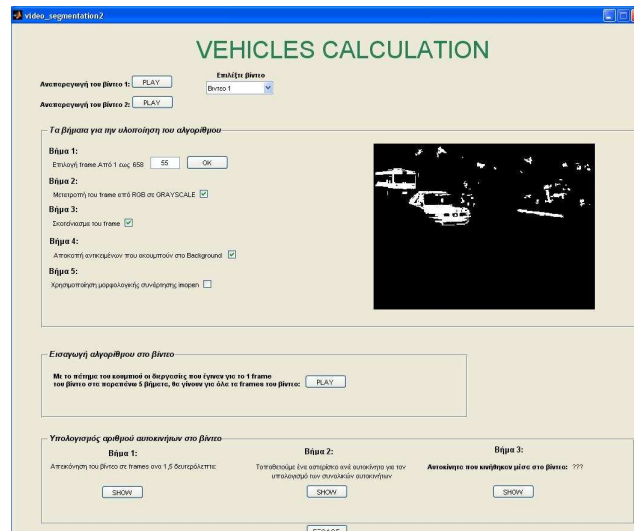 video_segmentation2
VEHICLES CALCULATION
Αναπαραγωγή του βίντεο 1: PLAY
Επιλέξτε βίντεο
Βιντεο 1
Αναπαραγωγή του βίντεο 2: PLAY
Τα βήματα για την υλοποίηση του αλγορίθμου
Βήμα 1:
Επιλογή frame.Από 1 εως 658 55 OK
Βήμα 2:
Μετετροπή του frame από RGB σε GRAYSCALE
Βήμα 3:
Σκοτείνιασμα του frame
Βήμα 4:
Αποκοπή αντικειμένων που ακουμπούν στο Background
Βήμα 5:
Χρησιμοποίηση μορφολογικής συνάρτησης imopen
Εισαγωγή αλγορίθμου στο βίντεο
Με το πάτημα του κουμπιού οι διεργασίες που έγιναν για το 1 frame
του βίντεο στα παραπάνω 5 βήματα, θα γίνουν για όλα τα frames του βίντεο: PLAY
Υπολογισμός αριθμού αυτοκινήτων στο βίντεο
Βήμα 1:
Απεικόνηση του βίντεο σε frames ανα 1,5 δευτερόλεπτα:
SHOW
Βήμα 2:
Τοποθετούμε ένα αστερίσκο ανά αυτοκίνητο για τον
υπολογισμό των συνολικών αυτοκινήτων
SHOW
Βήμα 3:
Αυτοκίνητα που κινήθηκαν μέσα στο βίντεο: ???
SHOW